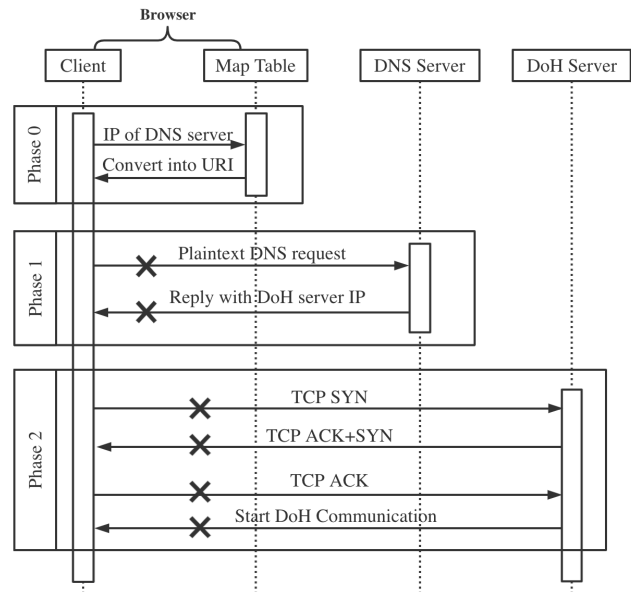 Browser
Client
Map Table
DNS Server
DoH Server
Phase 0
IP of DNS server
Convert into URI
Phase 1
Plaintext DNS request
Reply with DoH server IP
Phase 2
TCP SYN
TCP ACK+SYN
TCP ACK
Start DoH Communication